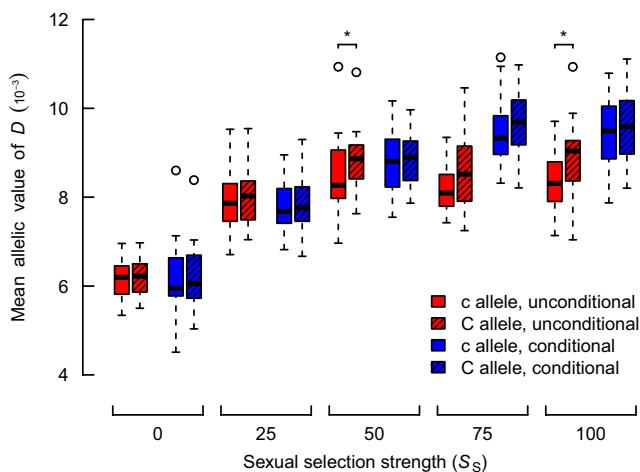 12
10
8
6
4
Mean allelic value of D (10⁻³)
*
*
c allele, unconditional
C allele, unconditional
c allele, conditional
C allele, conditional
0 25 50 75 100
Sexual selection strength (S_S)